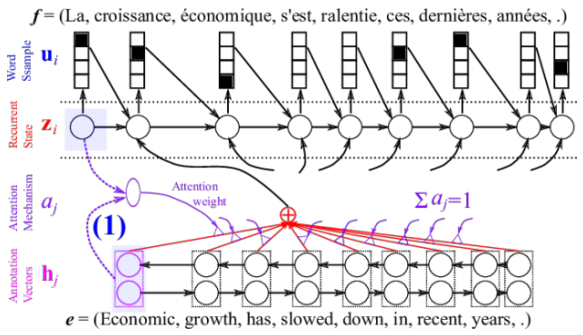 f = (La, croissance, économique, s'est, ralentie, ces, dernières, années, .)
Word
Ssample
u_i
Recurrent
State
z_i
Attention
Mechanism
a_j
Attention
weight
Σ a_j=1
(1)
Annotation
Vectors
h_j
e = (Economic, growth, has, slowed, down, in, recent, years, .)